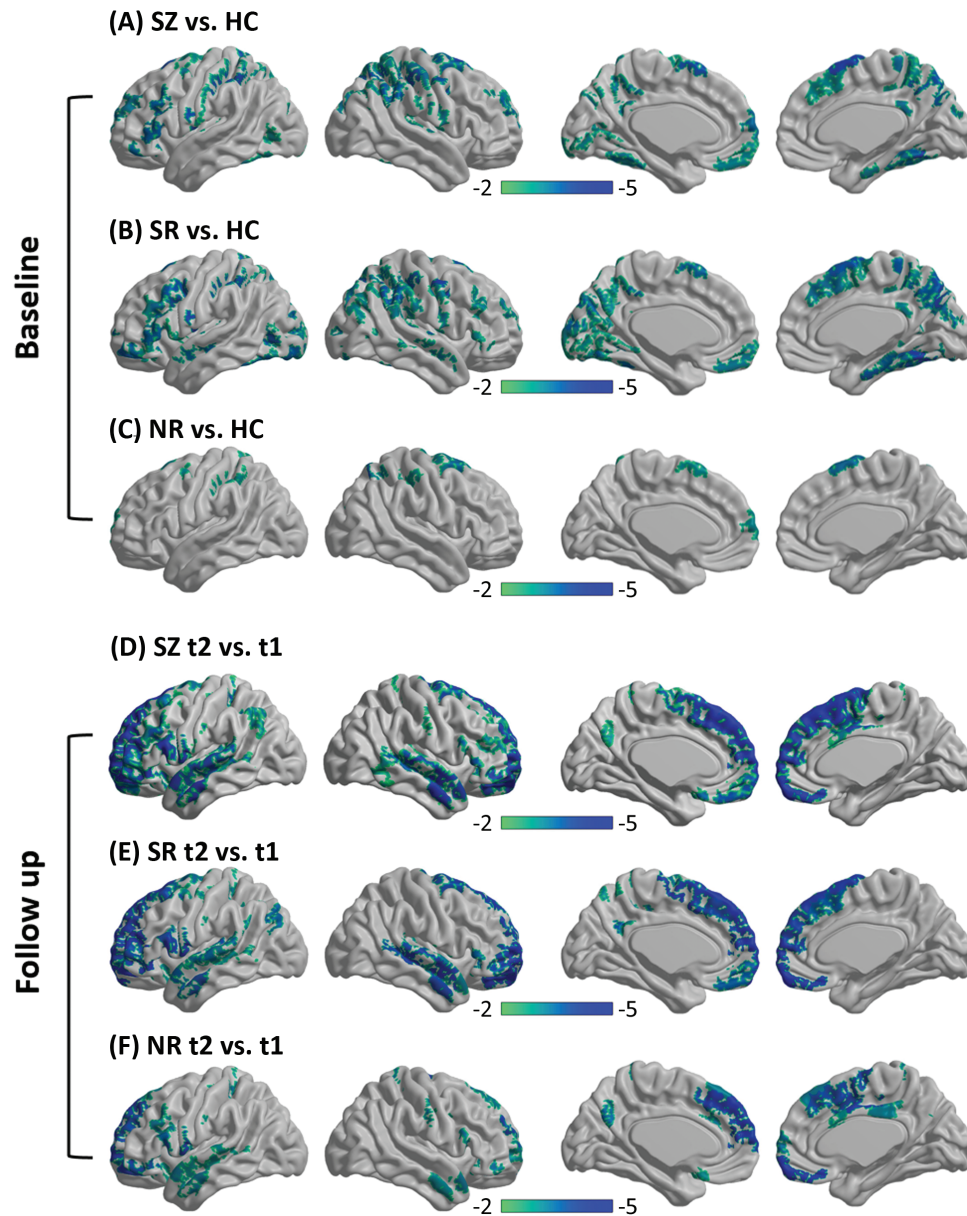 (A) SZ vs. HC
-2 -5
(B) SR vs. HC
-2 -5
Baseline
(C) NR vs. HC
-2 -5
(D) SZ t2 vs. t1
-2 -5
(E) SR t2 vs. t1
-2 -5
Follow up
(F) NR t2 vs. t1
-2 -5